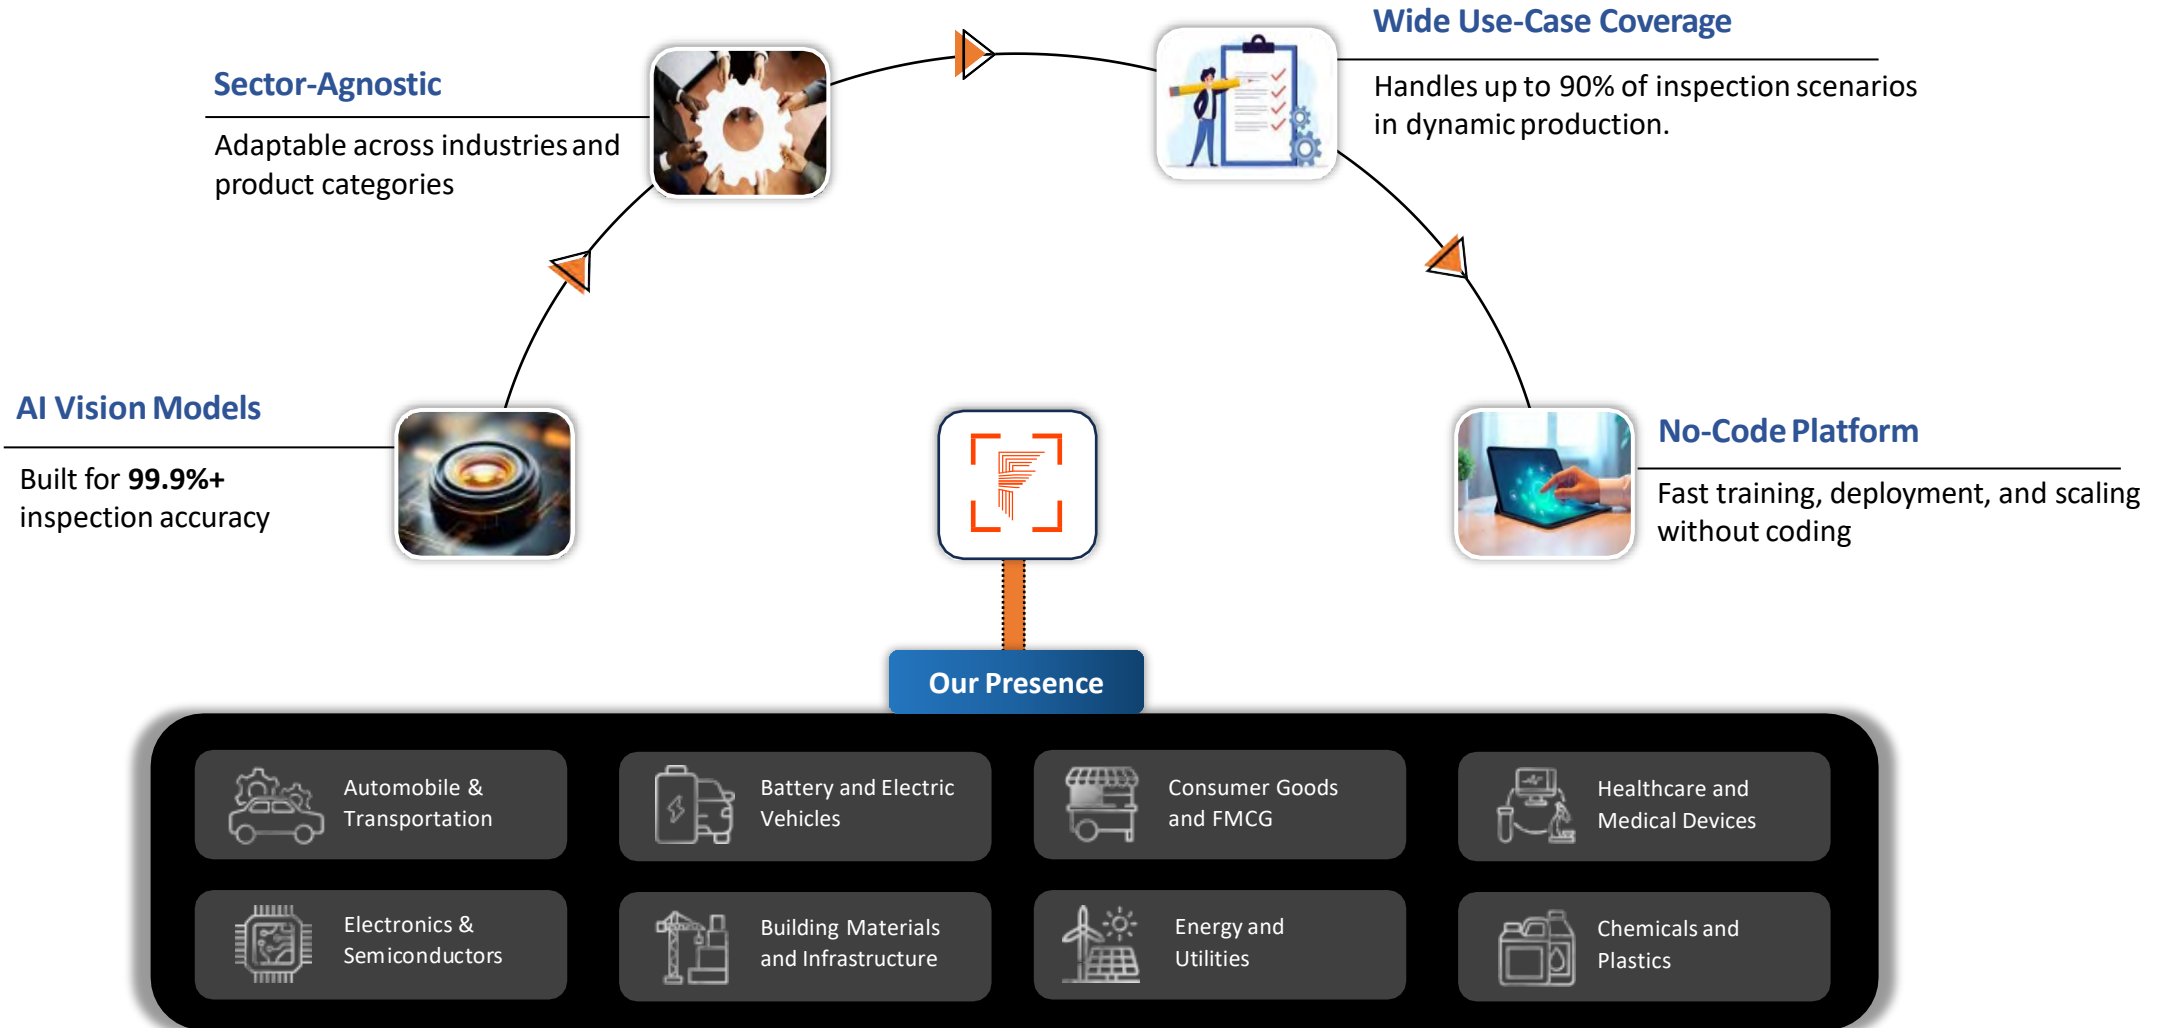 Wide Use-Case Coverage
Handles up to 90% of inspection scenarios
in dynamic production.
Sector-Agnostic
Adaptable across industries and
product categories
AI Vision Models
Built for 99.9%+
inspection accuracy
No-Code Platform
Fast training, deployment, and scaling
without coding
Our Presence
Automobile &
Transportation
Battery and Electric
Vehicles
Consumer Goods
and FMCG
Healthcare and
Medical Devices
Electronics &
Semiconductors
Building Materials
and Infrastructure
Energy and
Utilities
Chemicals and
Plastics